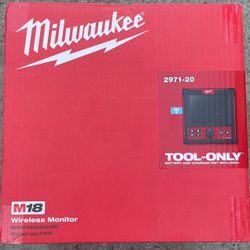 Milwaukee
2971-20
TOOL-ONLY
BATTERY AND CHARGER NOT INCLUDED
M18
Wireless Monitor